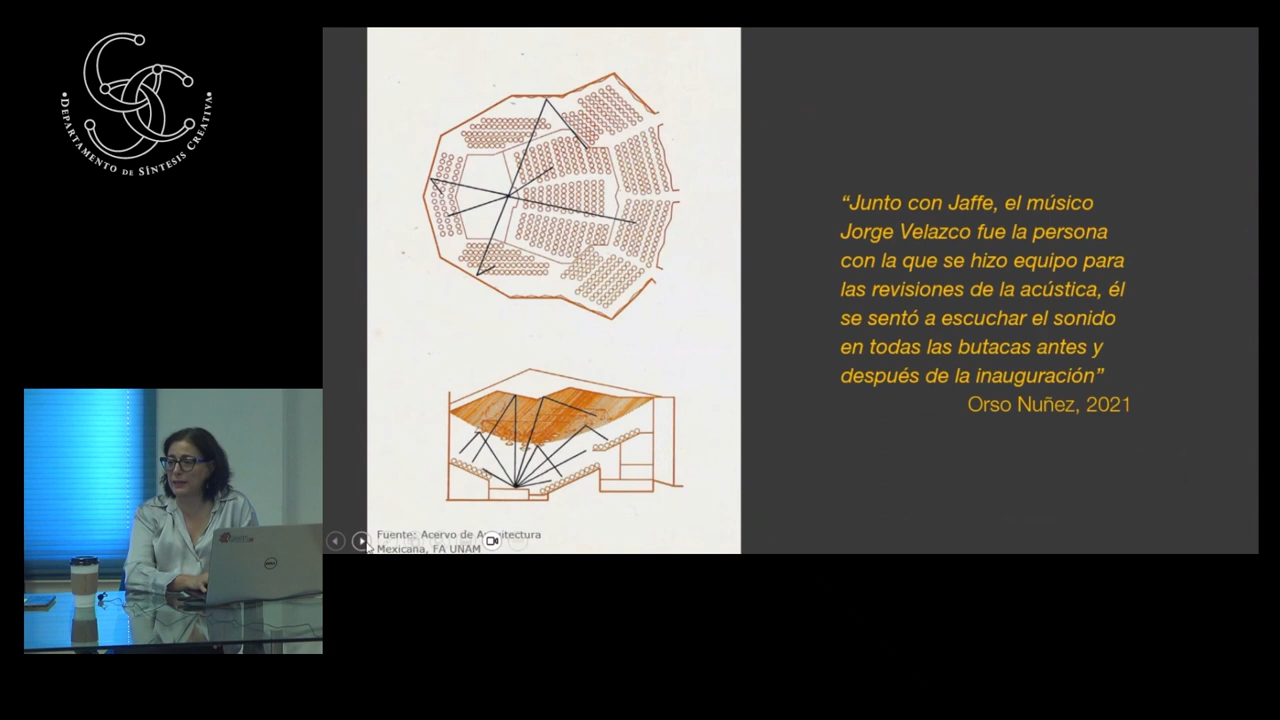 DEPARTAMENTO DE SÍNTESIS CREATIVA
“Junto con Jaffe, el músico
Jorge Velazco fue la persona
con la que se hizo equipo para
las revisiones de la acústica, él
se sentó a escuchar el sonido
en todas las butacas antes y
después de la inauguración”
Orso Nuñez, 2021
Fuente: Acervo de Arquitectura
Mexicana, FA UNAM
DELL